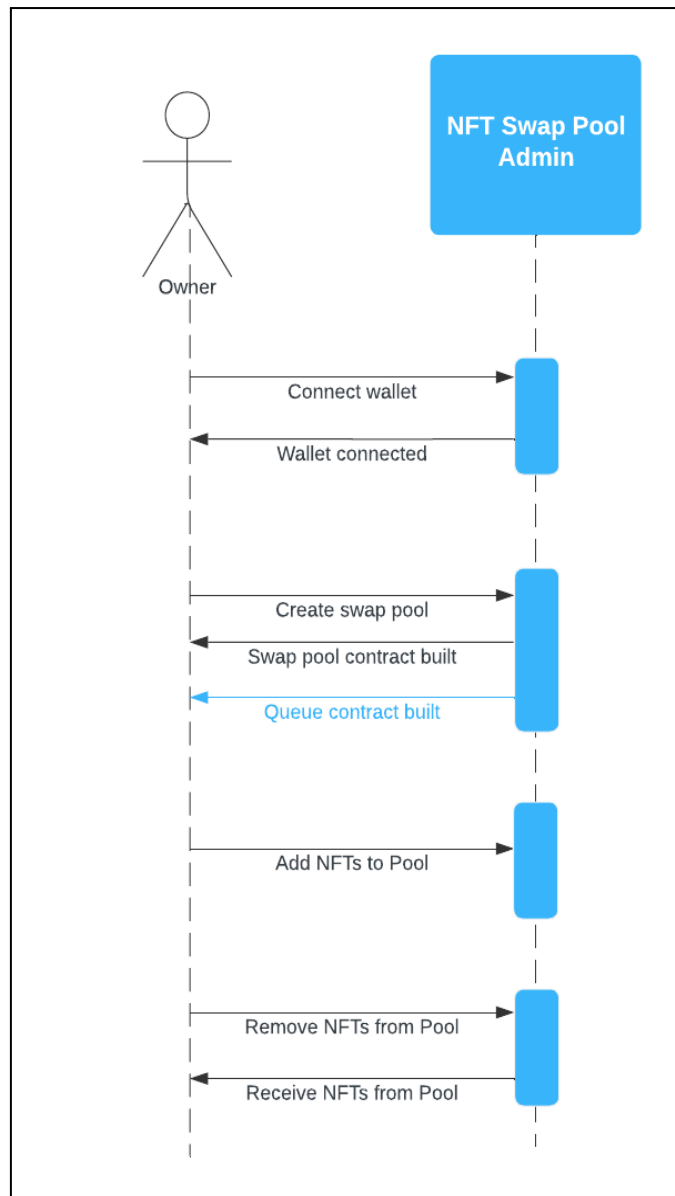 NFT Swap Pool
Admin
Owner
Connect wallet
Wallet connected
Create swap pool
Swap pool contract built
Queue contract built
Add NFTs to Pool
Remove NFTs from Pool
Receive NFTs from Pool